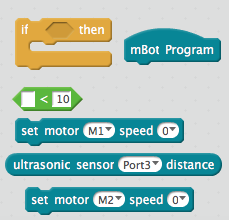 if then
mBot Program
< 10
set motor M1 speed 0
ultrasonic sensor Port3 distance
set motor M2 speed 0